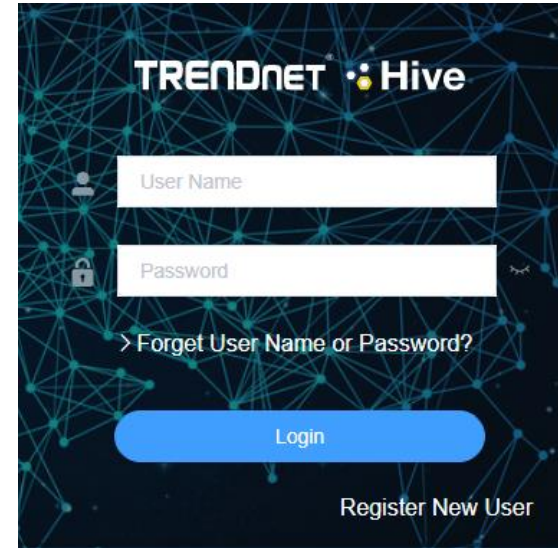 TRENDnet® Hive
User Name
Password
> Forget User Name or Password?
Login
Register New User